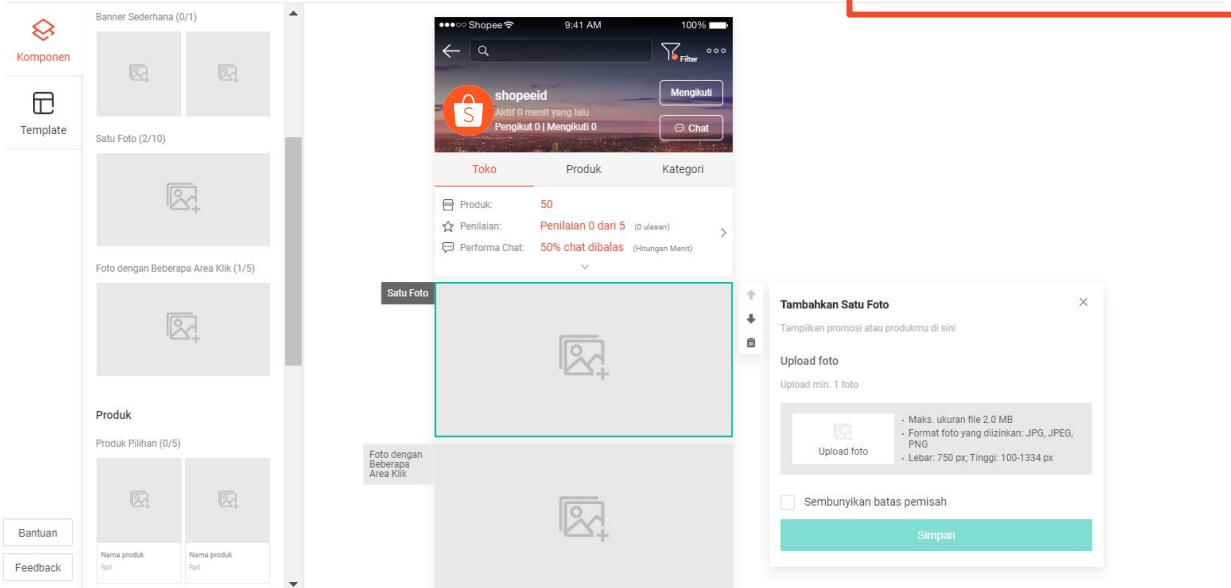 Komponen
Template
Bantuan
Feedback
Banner Sederhana (0/1)
Satu Foto (2/10)
Foto dengan Beberapa Area Klik (1/5)
Produk
Produk Pilihan (0/5)
Nama produk
Rp0
Nama produk
Rp0
Shopee 9:41 AM 100%
Filter
shopeeid
Aktif 0 menit yang lalu
Pengikut 0 | Mengikuti 0
Mengikuti
Chat
Toko Produk Kategori
Produk: 50
Penilaian: Penilaian 0 dari 5 (0 ulasan)
Performa Chat: 50% chat dibalas (Hitungan Menit)
Satu Foto
Foto dengan
Beberapa
Area Klik
Tambahkan Satu Foto
Tampilkan promosi atau produkmu di sini
Upload foto
Upload min. 1 foto
Upload foto
- Maks. ukuran file 2.0 MB
- Format foto yang diizinkan: JPG, JPEG,
PNG
- Lebar: 750 px; Tinggi: 100-1334 px
Sembunyikan batas pemisah
Simpan